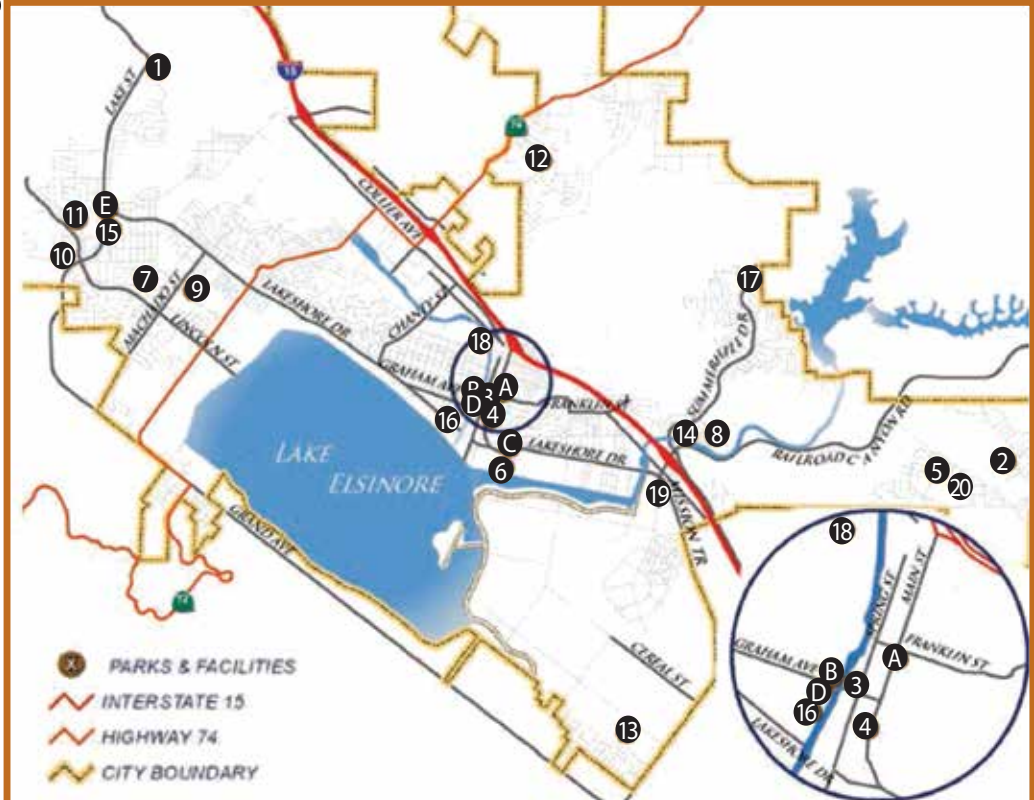 1
LAKE ST
15
74
12
COLLIER AVE
E
11
15
10
7
9
MACHADO ST
LINCOLN ST
LAKESHORE DR
CHANEY ST
17
18
SUMMERHILL DR
GRAHAM AVE
B
A
3
D
4
FRANKLIN ST
16
14
8
C
LAKESHORE DR
RAILROAD CANYON RD
6
LAKE
ELSINORE
19
MISSION TR
5
20
2
GRAND AVE
74
CEREAL ST
13
18
SPRING ST
MAIN ST
FRANKLIN ST
GRAHAM AVE
A
B
D
3
16
4
LAKESHORE DR
X PARKS & FACILITIES
INTERSTATE 15
HIGHWAY 74
CITY BOUNDARY